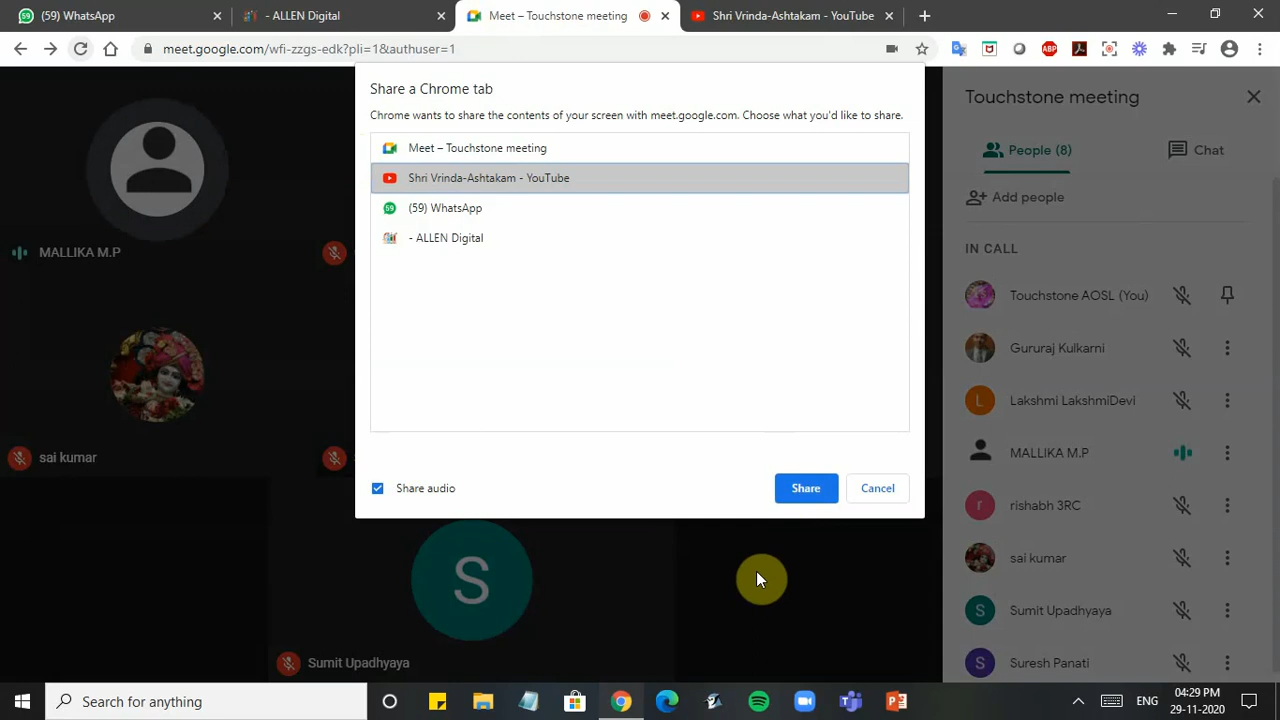 (59) WhatsApp
- ALLEN Digital
Meet – Touchstone meeting
Shri Vrinda-Ashtakam - YouTube
meet.google.com/wfi-zzgs-edk?pli=1&authuser=1
Share a Chrome tab
Chrome wants to share the contents of your screen with meet.google.com. Choose what you'd like to share.
Meet – Touchstone meeting
Shri Vrinda-Ashtakam - YouTube
(59) WhatsApp
- ALLEN Digital
Share audio
Share
Cancel
MALLIKA M.P
sai kumar
S
Sumit Upadhyaya
Touchstone meeting
People (8)
Chat
Add people
IN CALL
Touchstone AOSL (You)
Gururaj Kulkarni
L
Lakshmi LakshmiDevi
MALLIKA M.P
r
rishabh 3RC
sai kumar
S
Sumit Upadhyaya
S
Suresh Panati
Search for anything
ENG
04:29 PM
29-11-2020